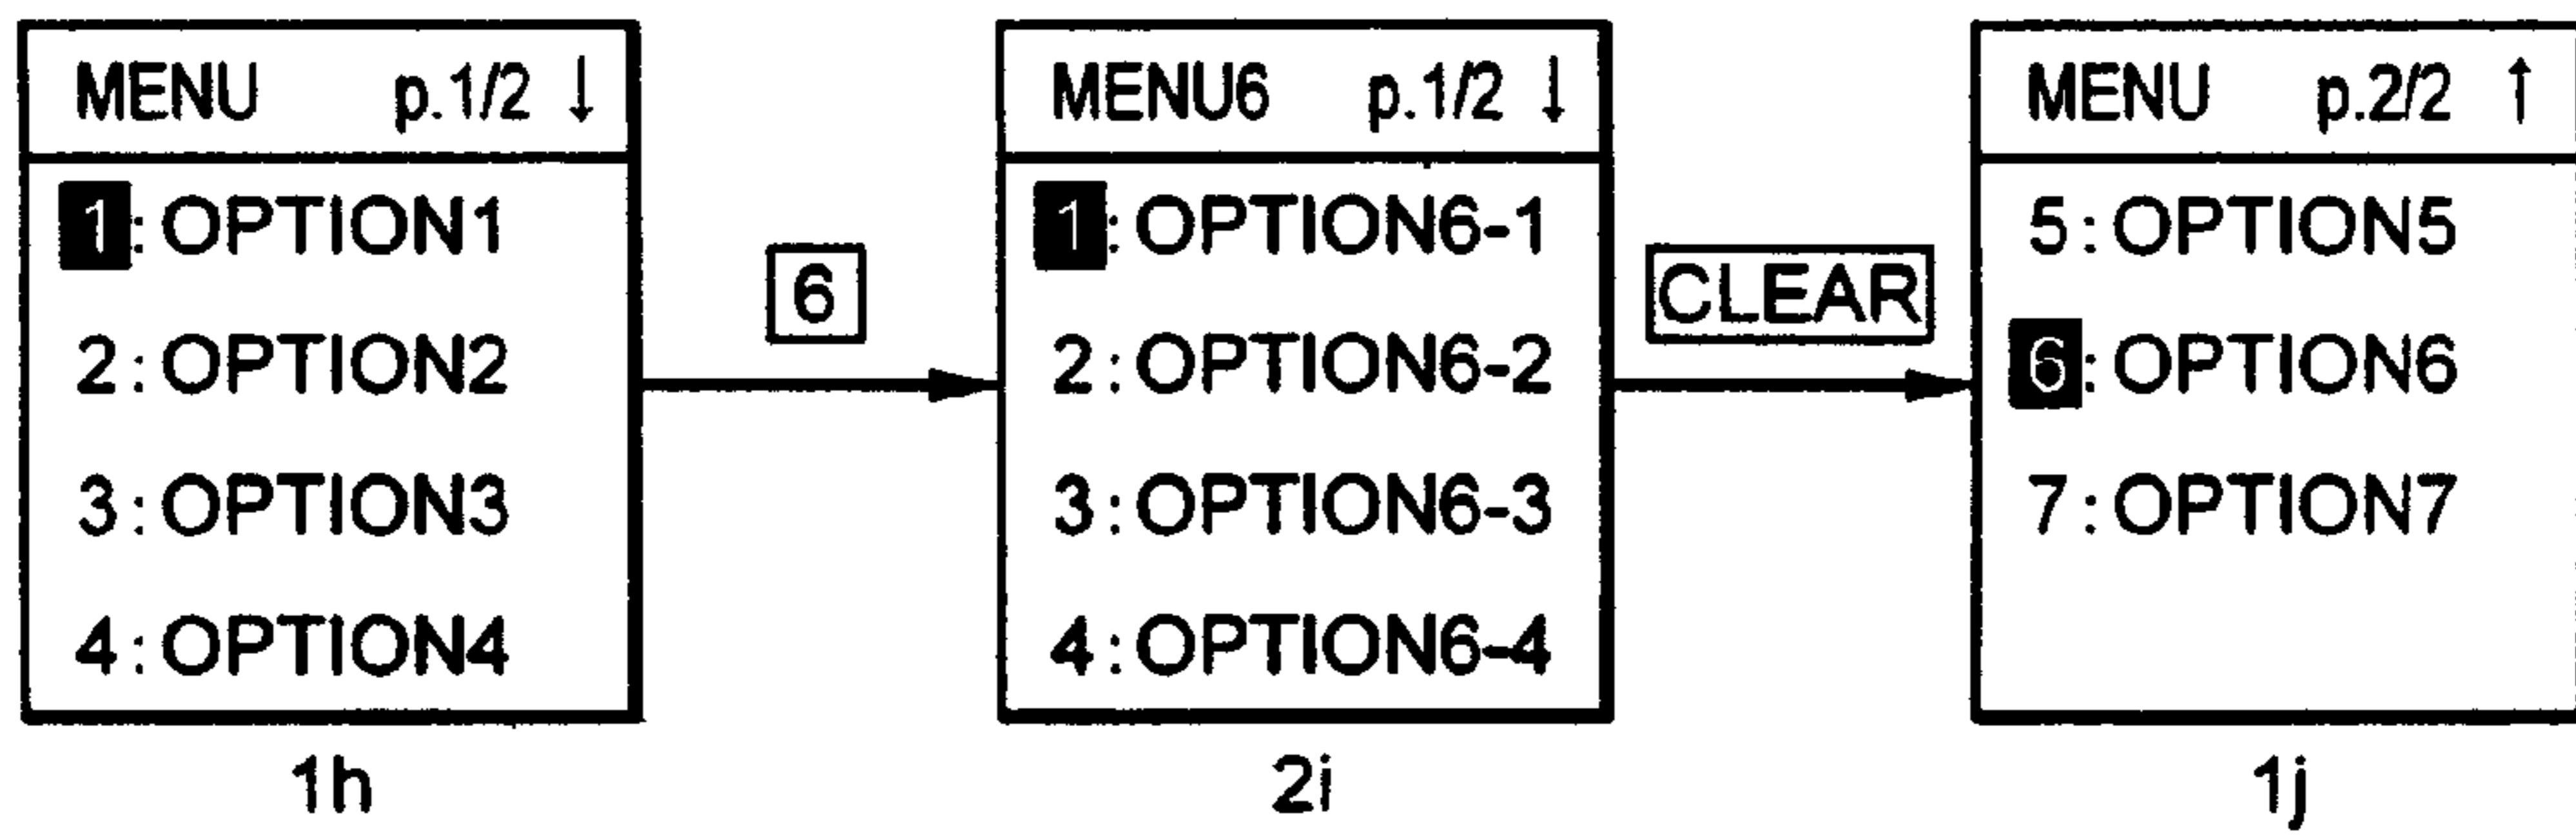 MENU p.1/2 ↓
1:OPTION1
2:OPTION2
3:OPTION3
4:OPTION4
1h
6
MENU6 p.1/2 ↓
1:OPTION6-1
2:OPTION6-2
3:OPTION6-3
4:OPTION6-4
2i
CLEAR
MENU p.2/2 ↑
5:OPTION5
6:OPTION6
7:OPTION7
1j